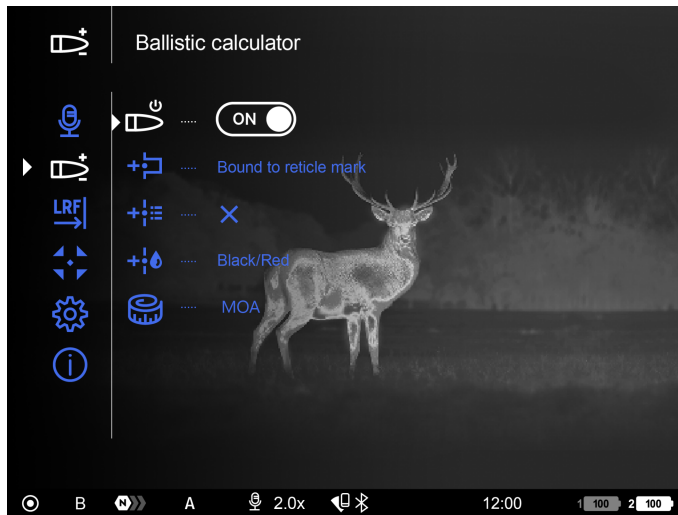 Ballistic calculator
ON
Bound to reticle mark
LRF
Black/Red
MOA
B N A 2.0x 12:00 1 100 2 100